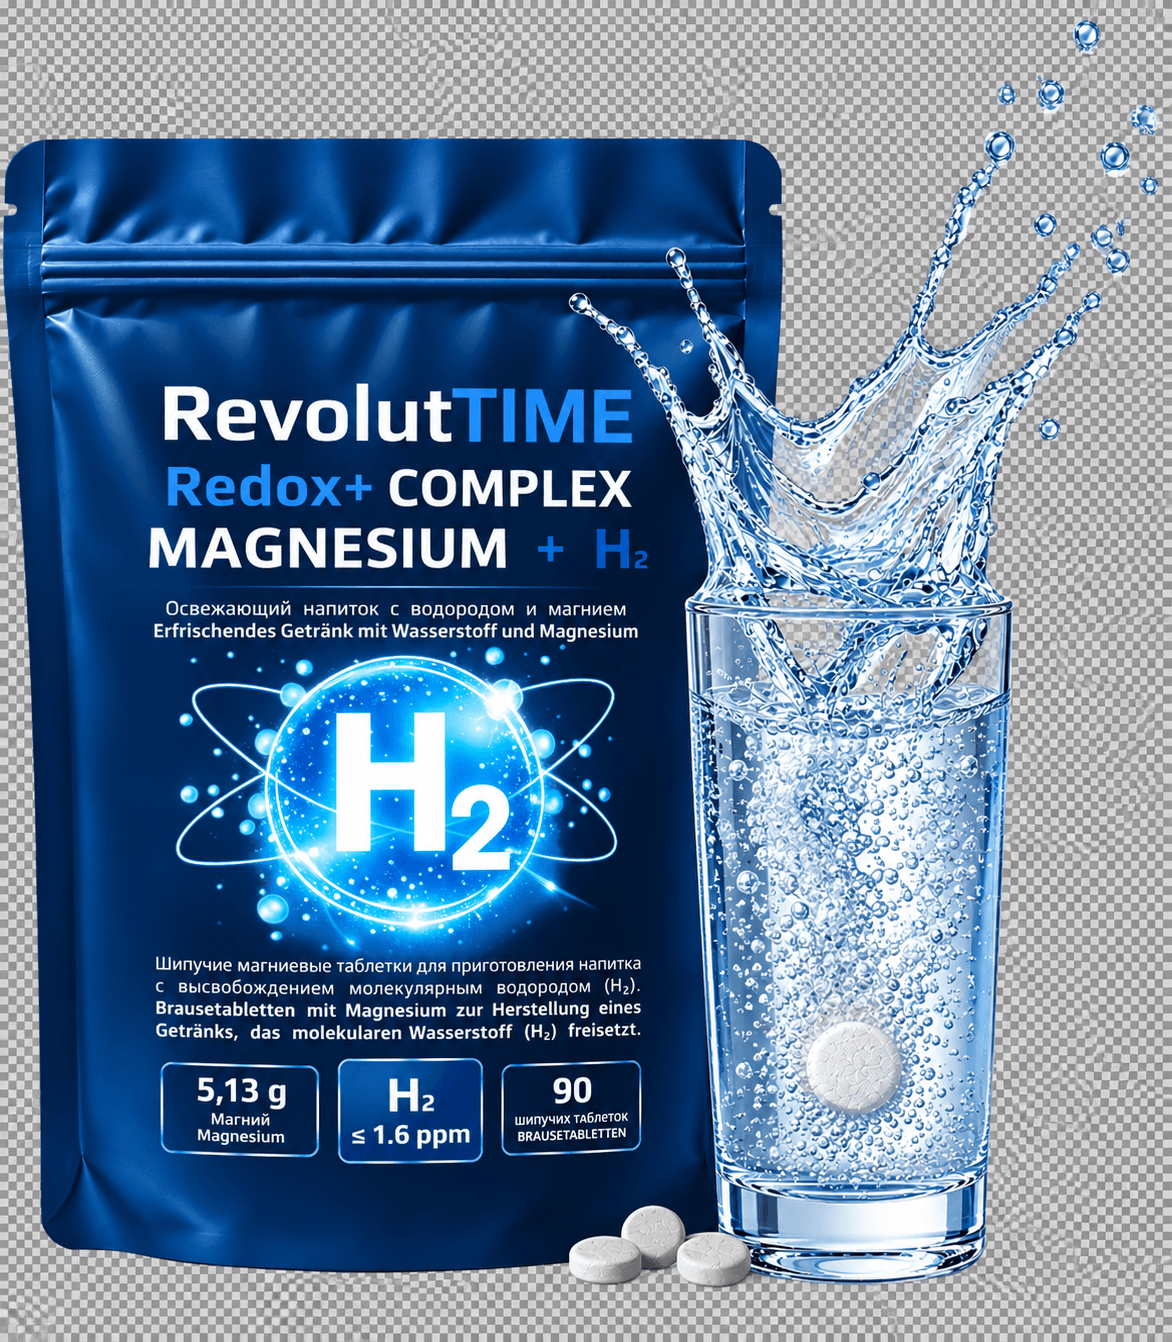 RevolutTIME
Redox+ COMPLEX
MAGNESIUM + H₂
Освежающий напиток с водородом и магнием
Erfrischendes Getränk mit Wasserstoff und Magnesium
H₂
Шипучие магниевые таблетки для приготовления напитка
с высвобождением молекулярным водородом (H₂).
Brausetabletten mit Magnesium zur Herstellung eines
Getränks, das molekularen Wasserstoff (H₂) freisetzt.
5,13 g
Магний
Magnesium
H₂
≤ 1.6 ppm
90
шипучих таблеток
BRAUSETABLETTEN